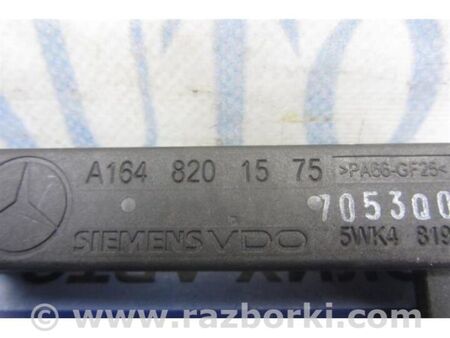 A164 820 15 75 >PA66-GF25<
7053Q0
SIEMENS VDO 5WK4 819
www.razborki.com